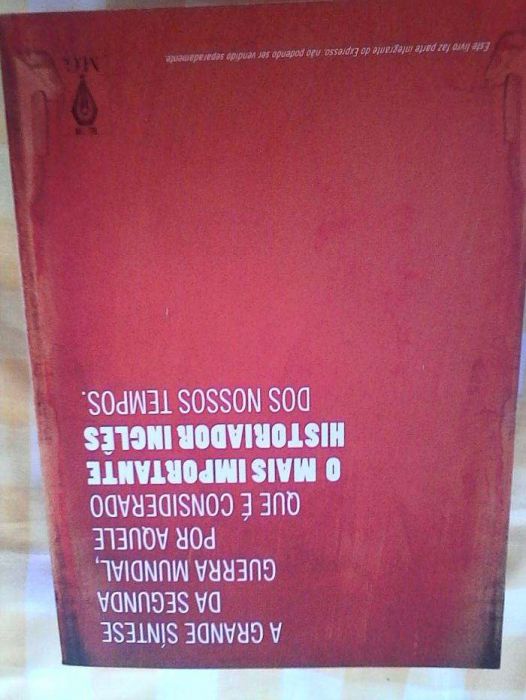 A GRANDE SÍNTESE
DA SEGUNDA
GUERRA MUNDIAL,
POR AQUELE
QUE É CONSIDERADO
O MAIS IMPORTANTE
HISTORIADOR INGLÊS
DOS NOSSOS TEMPOS.
Este livro faz parte integrante do Expresso, não podendo ser vendido separadamente.